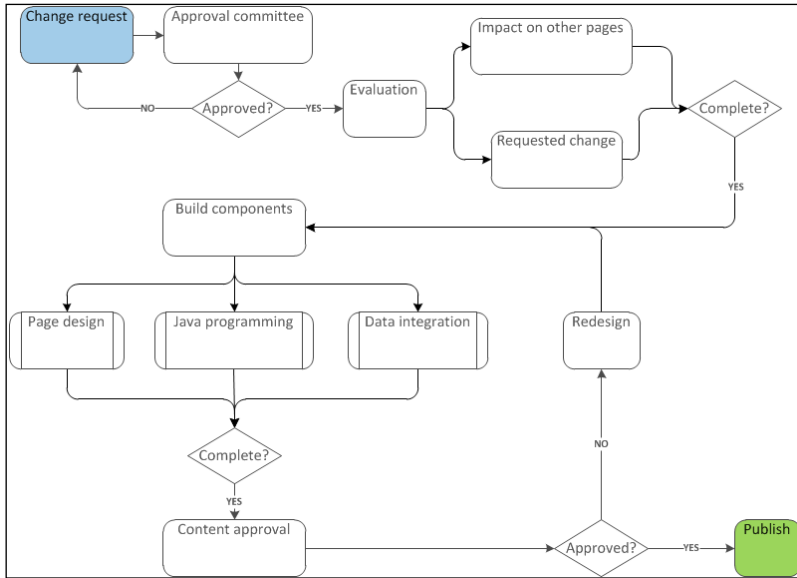 Change request
Approval committee
Impact on other pages
Evaluation
Approved?
NO
YES
Complete?
Requested change
YES
Build components
Page design
Java programming
Data integration
Redesign
NO
Complete?
YES
Content approval
Approved?
YES
Publish